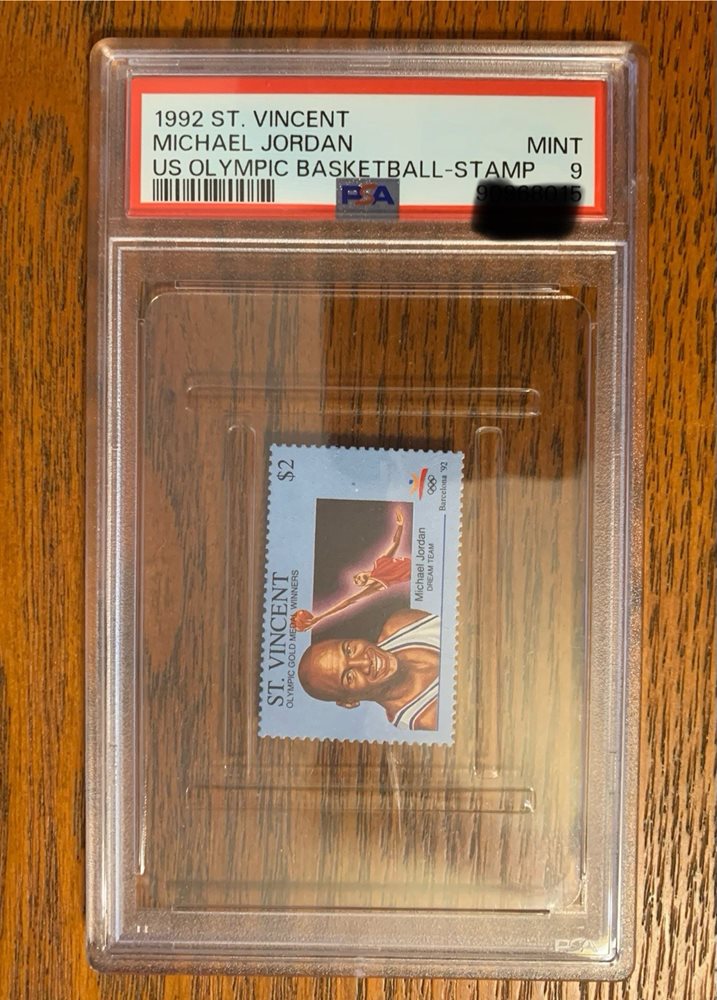 1992 ST. VINCENT
MICHAEL JORDAN MINT
US OLYMPIC BASKETBALL-STAMP 9
PSA
$2
ST. VINCENT
OLYMPIC GOLD MEDAL WINNERS
Barcelona '92
Michael Jordan
DREAM TEAM
PSA